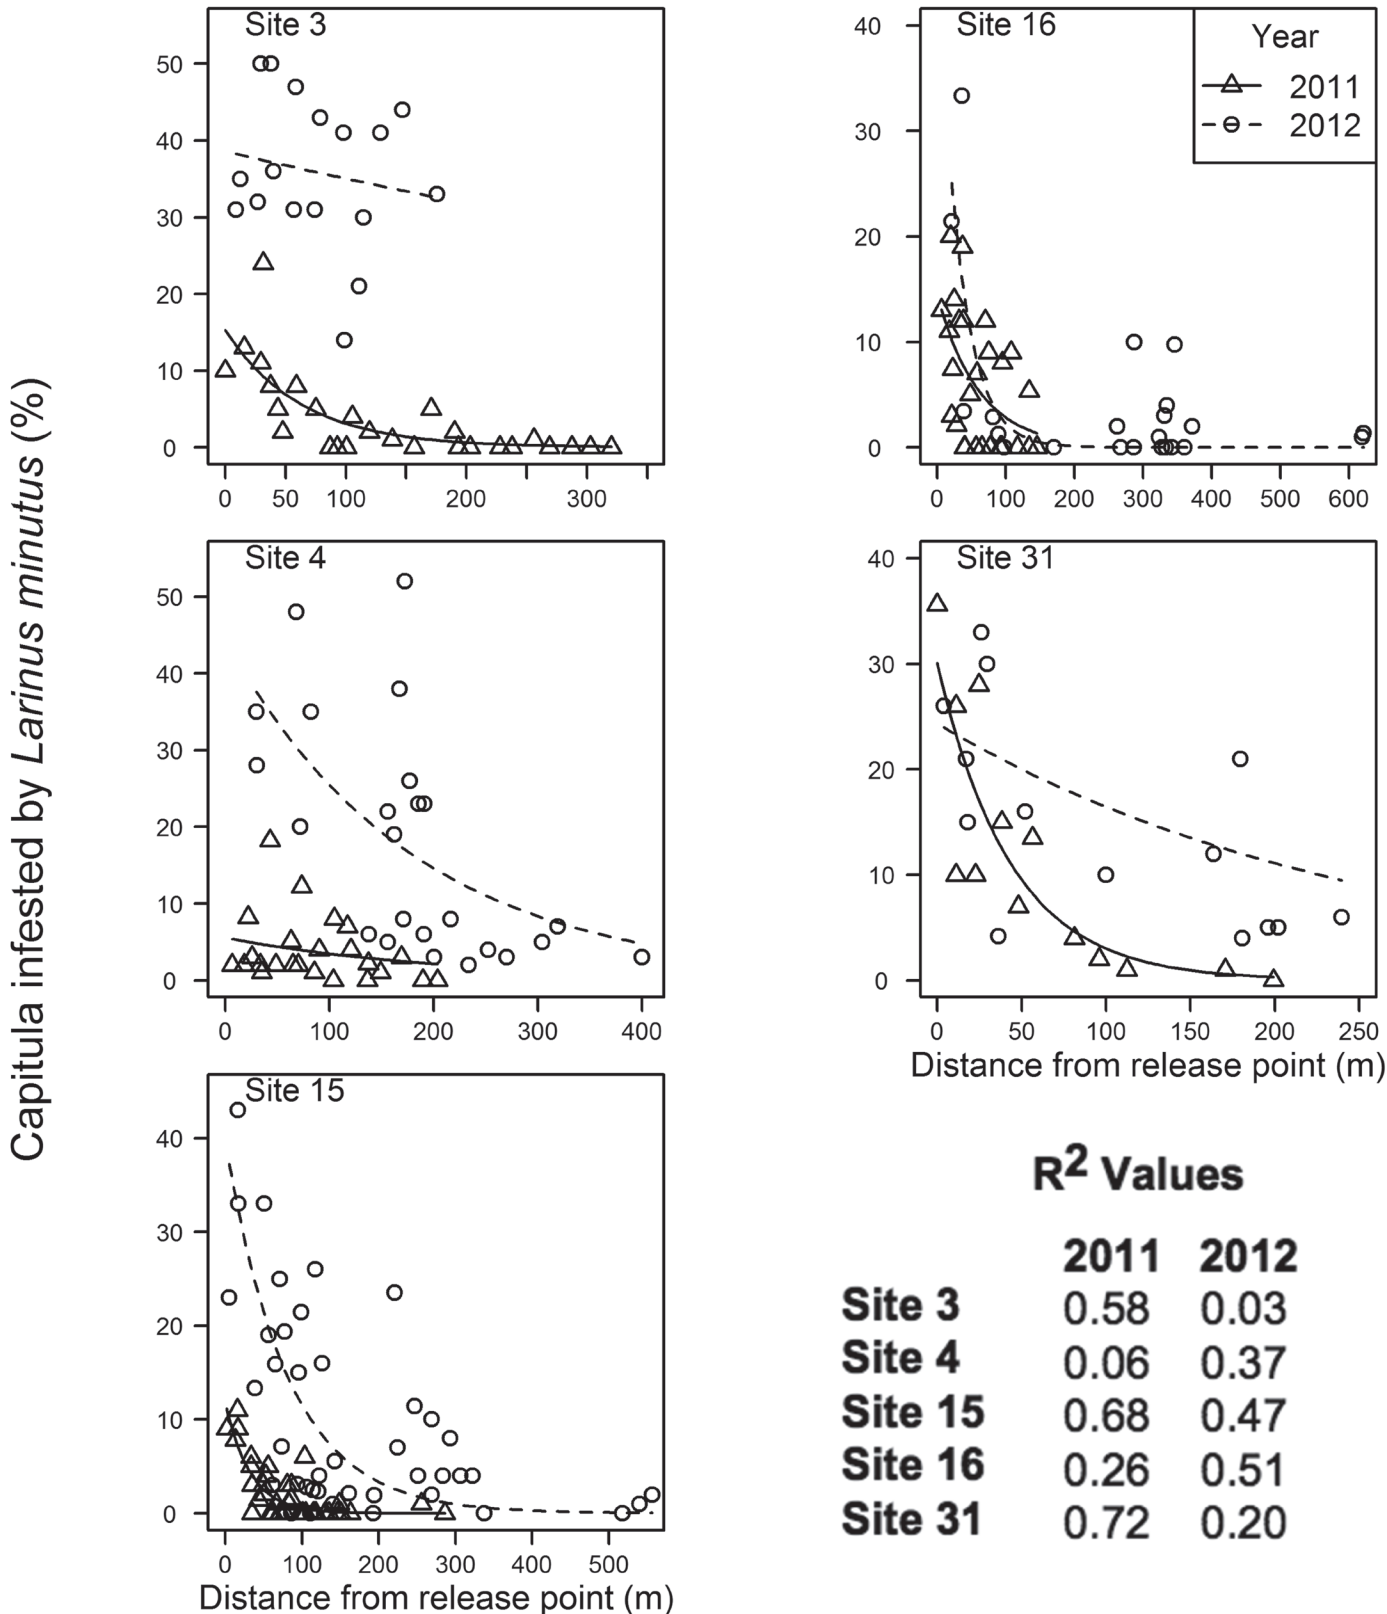 Capitula infested by Larinus minutus (%)
Site 3
50
40
30
20
10
0
0 50 100 200 300
Site 16
40
30
20
10
0
0 100 200 300 400 500 600
Year
2011
2012
Site 4
50
40
30
20
10
0
0 100 200 300 400
Site 31
40
30
20
10
0
0 50 100 150 200 250
Distance from release point (m)
Site 15
40
30
20
10
0
0 100 200 300 400 500
Distance from release point (m)
R2 Values
2011 2012
Site 3 0.58 0.03
Site 4 0.06 0.37
Site 15 0.68 0.47
Site 16 0.26 0.51
Site 31 0.72 0.20